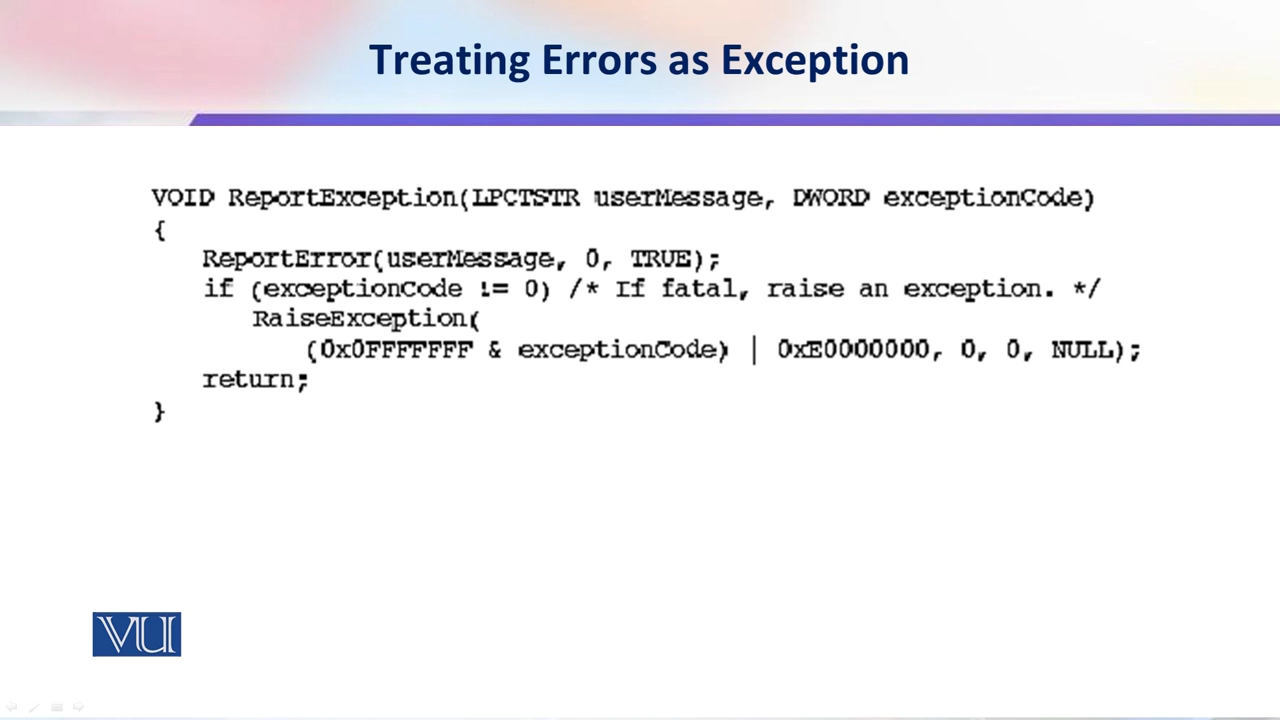 Treating Errors as Exception
VOID ReportException(LPCTSTR userMessage, DWORD exceptionCode)
{
ReportError(userMessage, 0, TRUE);
if (exceptionCode != 0) /* If fatal, raise an exception. */
RaiseException(
(0x0FFFFFFF & exceptionCode) | 0xE0000000, 0, 0, NULL);
return;
}
VU